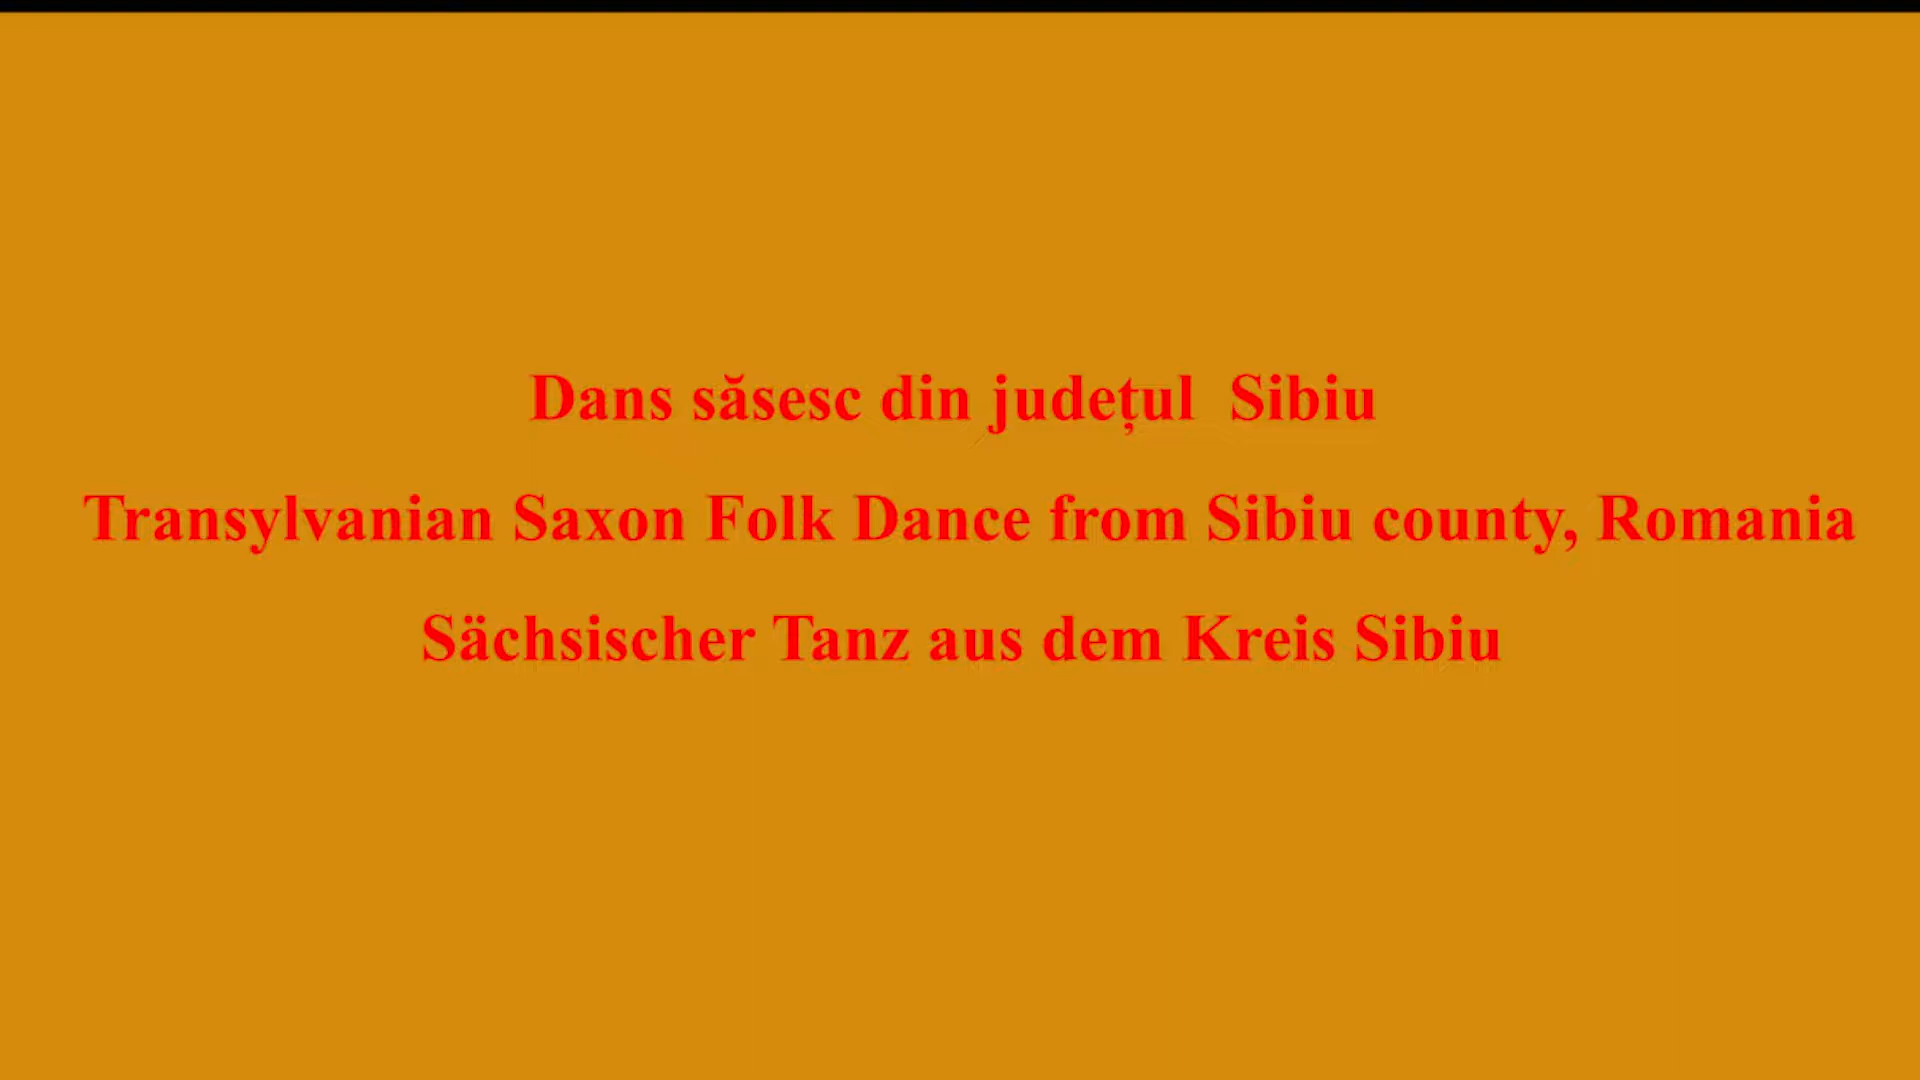 Dans săsesc din județul  Sibiu
Transylvanian Saxon Folk Dance from Sibiu county, Romania
Sächsischer Tanz aus dem Kreis Sibiu